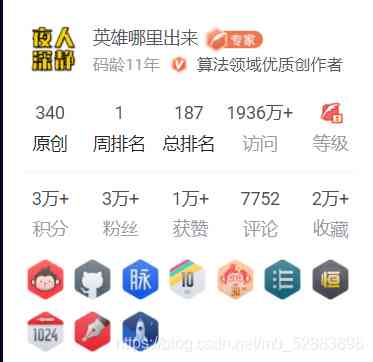 夜深人静
英雄哪里出来 专家
码龄11年 算法领域优质创作者
340 1 187 1936万+
原创 周排名 总排名 访问 等级
3万+ 3万+ 1万+ 7752 2万+
积分 粉丝 获赞 评论 收藏
脉 10 恒
1024
https://blog.csdn.net/m0_52883898